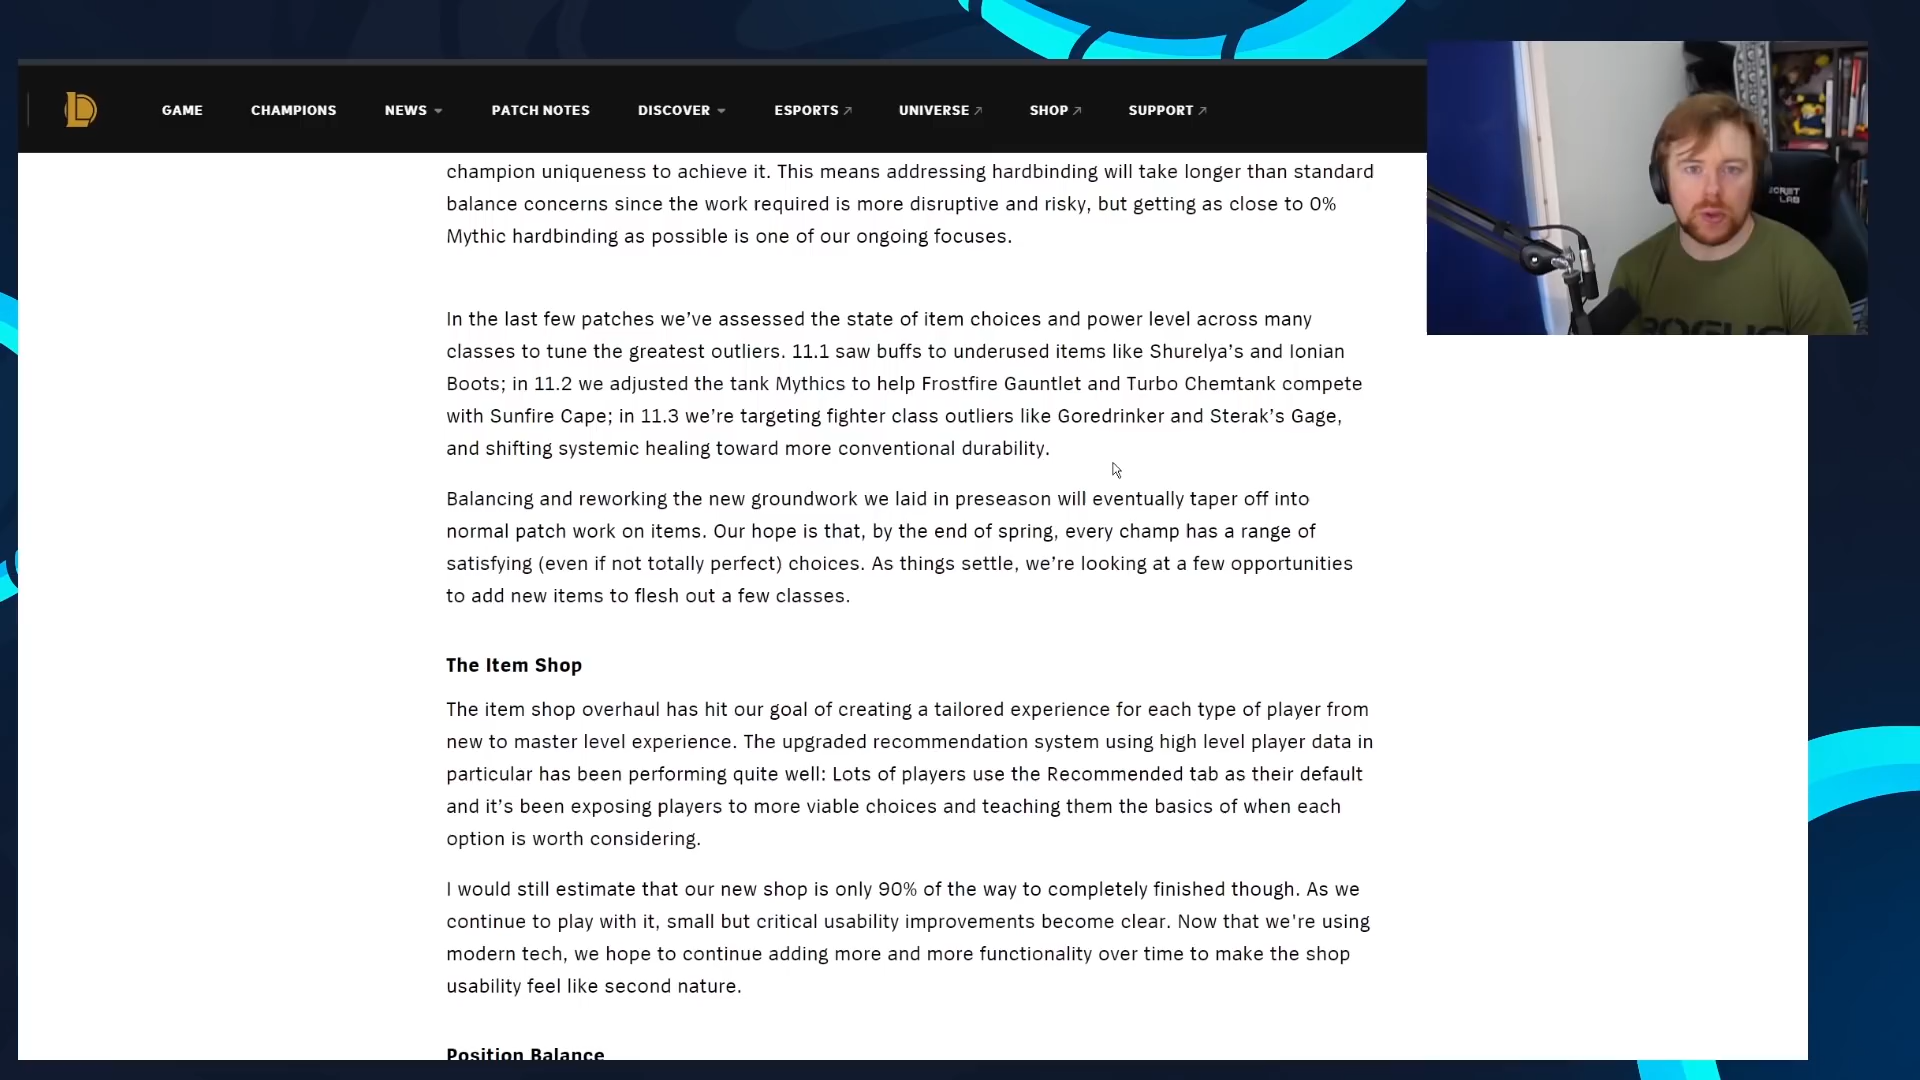 GAME CHAMPIONS NEWS PATCH NOTES DISCOVER ESPORTS UNIVERSE SHOP SUPPORT
champion uniqueness to achieve it. This means addressing hardbinding will take longer than standard
balance concerns since the work required is more disruptive and risky, but getting as close to 0%
Mythic hardbinding as possible is one of our ongoing focuses.
In the last few patches we’ve assessed the state of item choices and power level across many
classes to tune the greatest outliers. 11.1 saw buffs to underused items like Shurelya’s and Ionian
Boots; in 11.2 we adjusted the tank Mythics to help Frostfire Gauntlet and Turbo Chemtank compete
with Sunfire Cape; in 11.3 we’re targeting fighter class outliers like Goredrinker and Sterak’s Gage,
and shifting systemic healing toward more conventional durability.
Balancing and reworking the new groundwork we laid in preseason will eventually taper off into
normal patch work on items. Our hope is that, by the end of spring, every champ has a range of
satisfying (even if not totally perfect) choices. As things settle, we’re looking at a few opportunities
to add new items to flesh out a few classes.
The Item Shop
The item shop overhaul has hit our goal of creating a tailored experience for each type of player from
new to master level experience. The upgraded recommendation system using high level player data in
particular has been performing quite well: Lots of players use the Recommended tab as their default
and it’s been exposing players to more viable choices and teaching them the basics of when each
option is worth considering.
I would still estimate that our new shop is only 90% of the way to completely finished though. As we
continue to play with it, small but critical usability improvements become clear. Now that we're using
modern tech, we hope to continue adding more and more functionality over time to make the shop
usability feel like second nature.
Position Balance